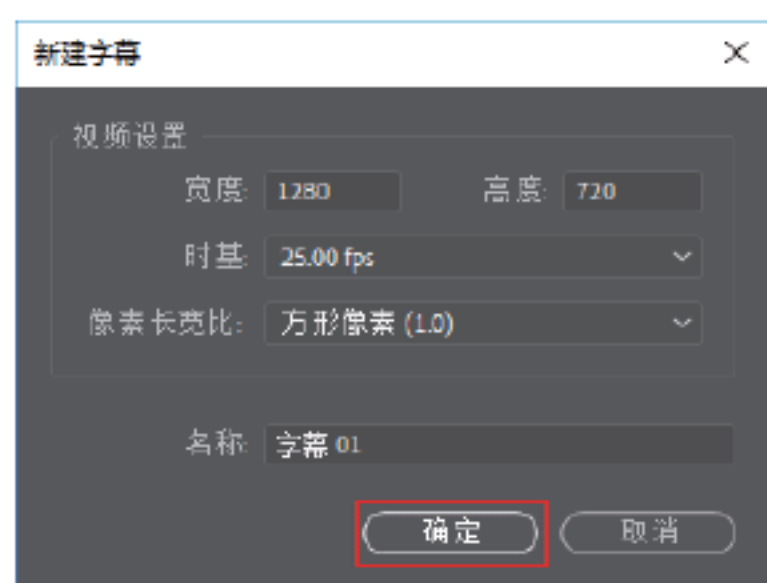 新建字幕
视频设置
宽度: 1280 高度: 720
时基: 25.00 fps
像素长宽比: 方形像素 (1.0)
名称: 字幕 01
确定 取消